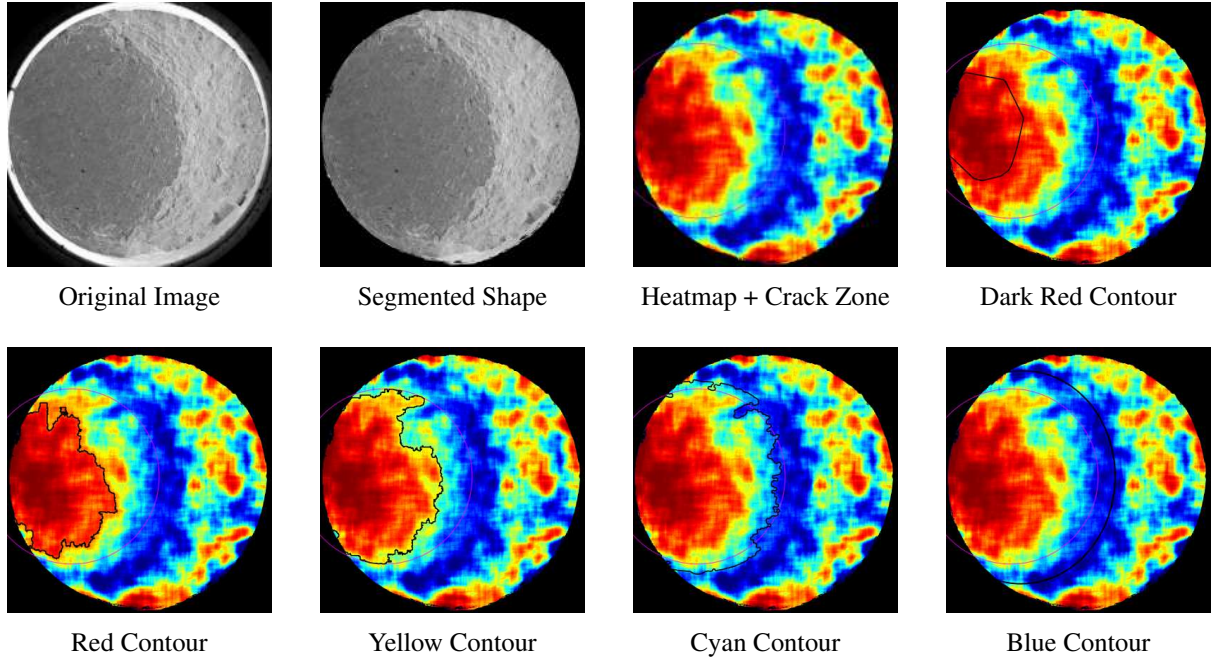 Original Image
Segmented Shape
Heatmap + Crack Zone
Dark Red Contour
Red Contour
Yellow Contour
Cyan Contour
Blue Contour